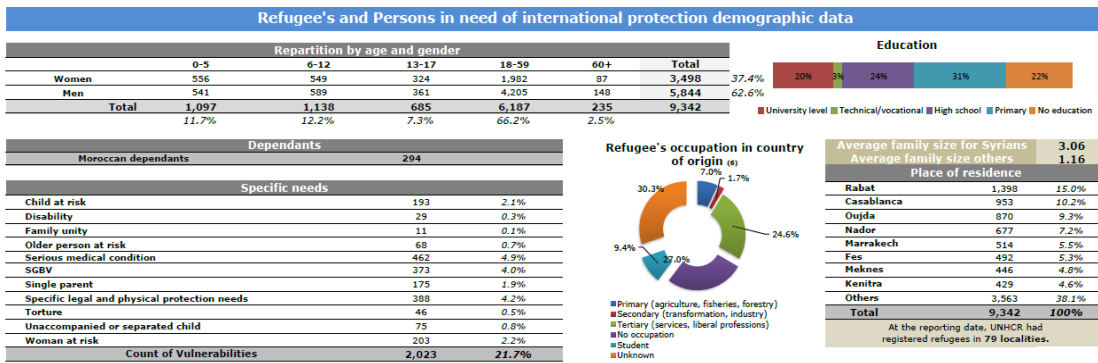 Refugee's and Persons in need of international protection demographic data
Repartition by age and gender
0-5 6-12 13-17 18-59 60+ Total
Women 556 549 324 1,982 87 3,498 37.4%
Men 541 589 361 4,205 148 5,844 62.6%
Total 1,097 1,138 685 6,187 235 9,342
11.7% 12.2% 7.3% 66.2% 2.5%
Education
20% 3% 24% 31% 22%
University level Technical/vocational High school Primary No education
Dependants
Moroccan dependants 294
Specific needs
Child at risk 193 2.1%
Disability 29 0.3%
Family unity 11 0.1%
Older person at risk 68 0.7%
Serious medical condition 462 4.9%
SGBV 373 4.0%
Single parent 175 1.9%
Specific legal and physical protection needs 388 4.2%
Torture 46 0.5%
Unaccompanied or separated child 75 0.8%
Woman at risk 203 2.2%
Count of Vulnerabilities 2,023 21.7%
Refugee's occupation in country
of origin (6)
7.0%
1.7%
30.3%
24.6%
9.4%
27.0%
Primary (agriculture, fisheries, forestry)
Secondary (transformation, industry)
Tertiary (services, liberal professions)
No occupation
Student
Unknown
Average family size for Syrians 3.06
Average family size others 1.16
Place of residence
Rabat 1,398 15.0%
Casablanca 953 10.2%
Oujda 870 9.3%
Nador 677 7.2%
Marrakech 514 5.5%
Fes 492 5.3%
Meknes 446 4.8%
Kenitra 429 4.6%
Others 3,563 38.1%
Total 9,342 100%
At the reporting date, UNHCR had
registered refugees in 79 localities.